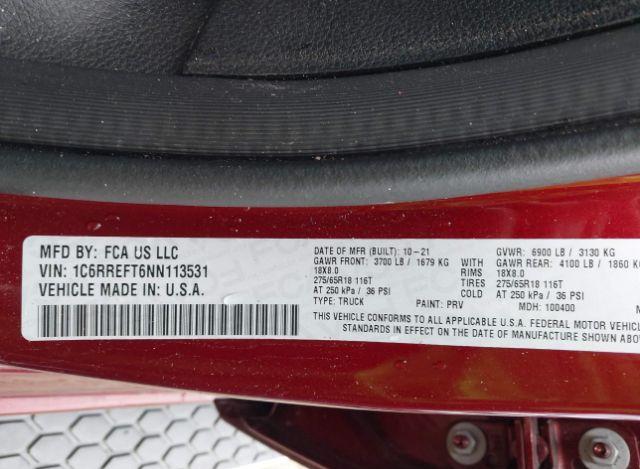 MFD BY: FCA US LLC
VIN: 1C6RREFT6NN113531
VEHICLE MADE IN: U.S.A.
DATE OF MFR (BUILT): 10-21
GVWR: 6900 LB / 3130 KG
GAWR FRONT: 3700 LB / 1679 KG
WITH GAWR REAR: 4100 LB / 1860
18X8.0
RIMS 18X8.0
275/65R18 116T
TIRES 275/65R18 116T
AT 250 kPa / 36 PSI
COLD AT 250 kPa / 36 PSI
TYPE: TRUCK
PAINT: PRV
MDH: 100400
THIS VEHICLE CONFORMS TO ALL APPLICABLE U.S.A. FEDERAL MOTOR VEHICL
STANDARDS IN EFFECT ON THE DATE OF MANUFACTURE SHOWN ABO